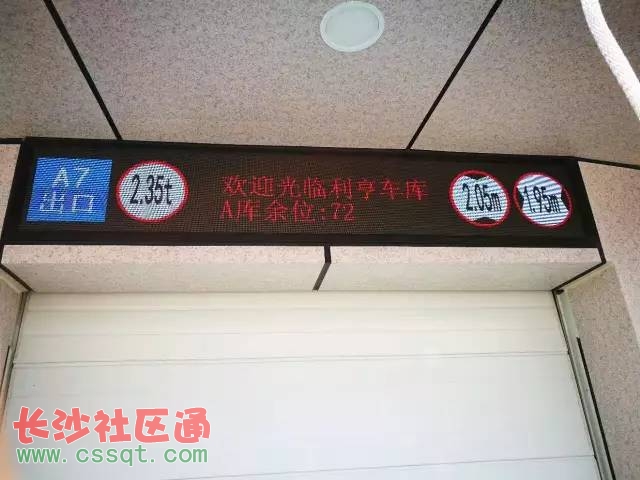 A7
出口
2.35t
欢迎光临利亨车库
A库余位:72
2.05m
1.95m
长沙社区通
www.cssqt.com